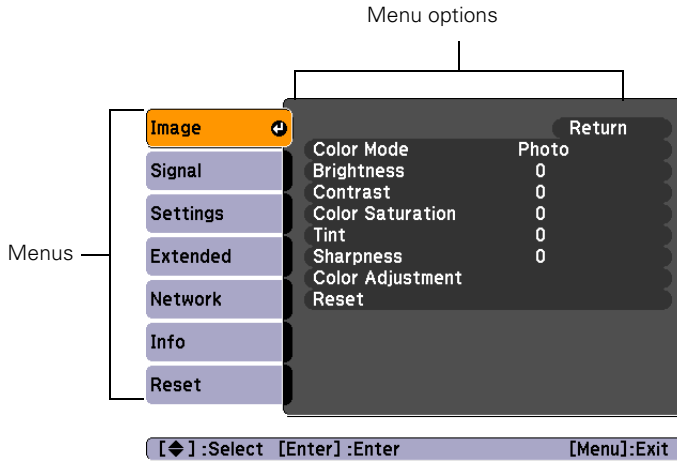 Menu options
Menus
Image
Signal
Settings
Extended
Network
Info
Reset
Return
Color Mode Photo
Brightness 0
Contrast 0
Color Saturation 0
Tint 0
Sharpness 0
Color Adjustment
Reset
[◆] :Select [Enter] :Enter [Menu]:Exit